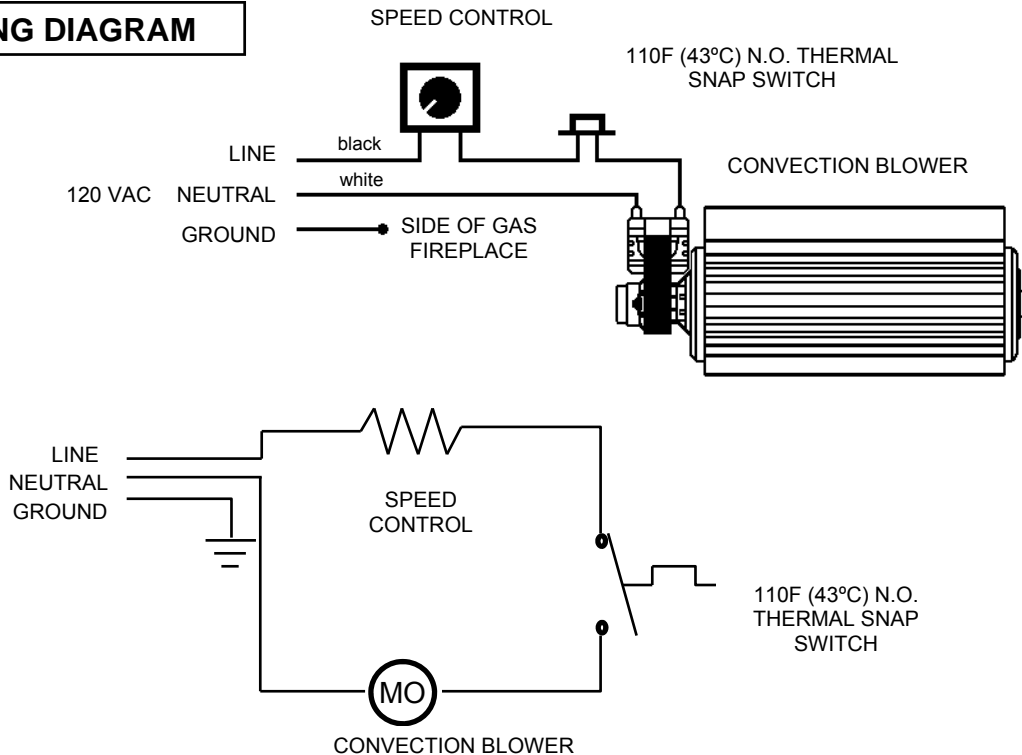 NG DIAGRAM
SPEED CONTROL
110F (43ºC) N.O. THERMAL
SNAP SWITCH
black
LINE
CONVECTION BLOWER
white
120 VAC NEUTRAL
GROUND
SIDE OF GAS
FIREPLACE
LINE
NEUTRAL
GROUND
SPEED
CONTROL
110F (43ºC) N.O.
THERMAL SNAP
SWITCH
MO
CONVECTION BLOWER